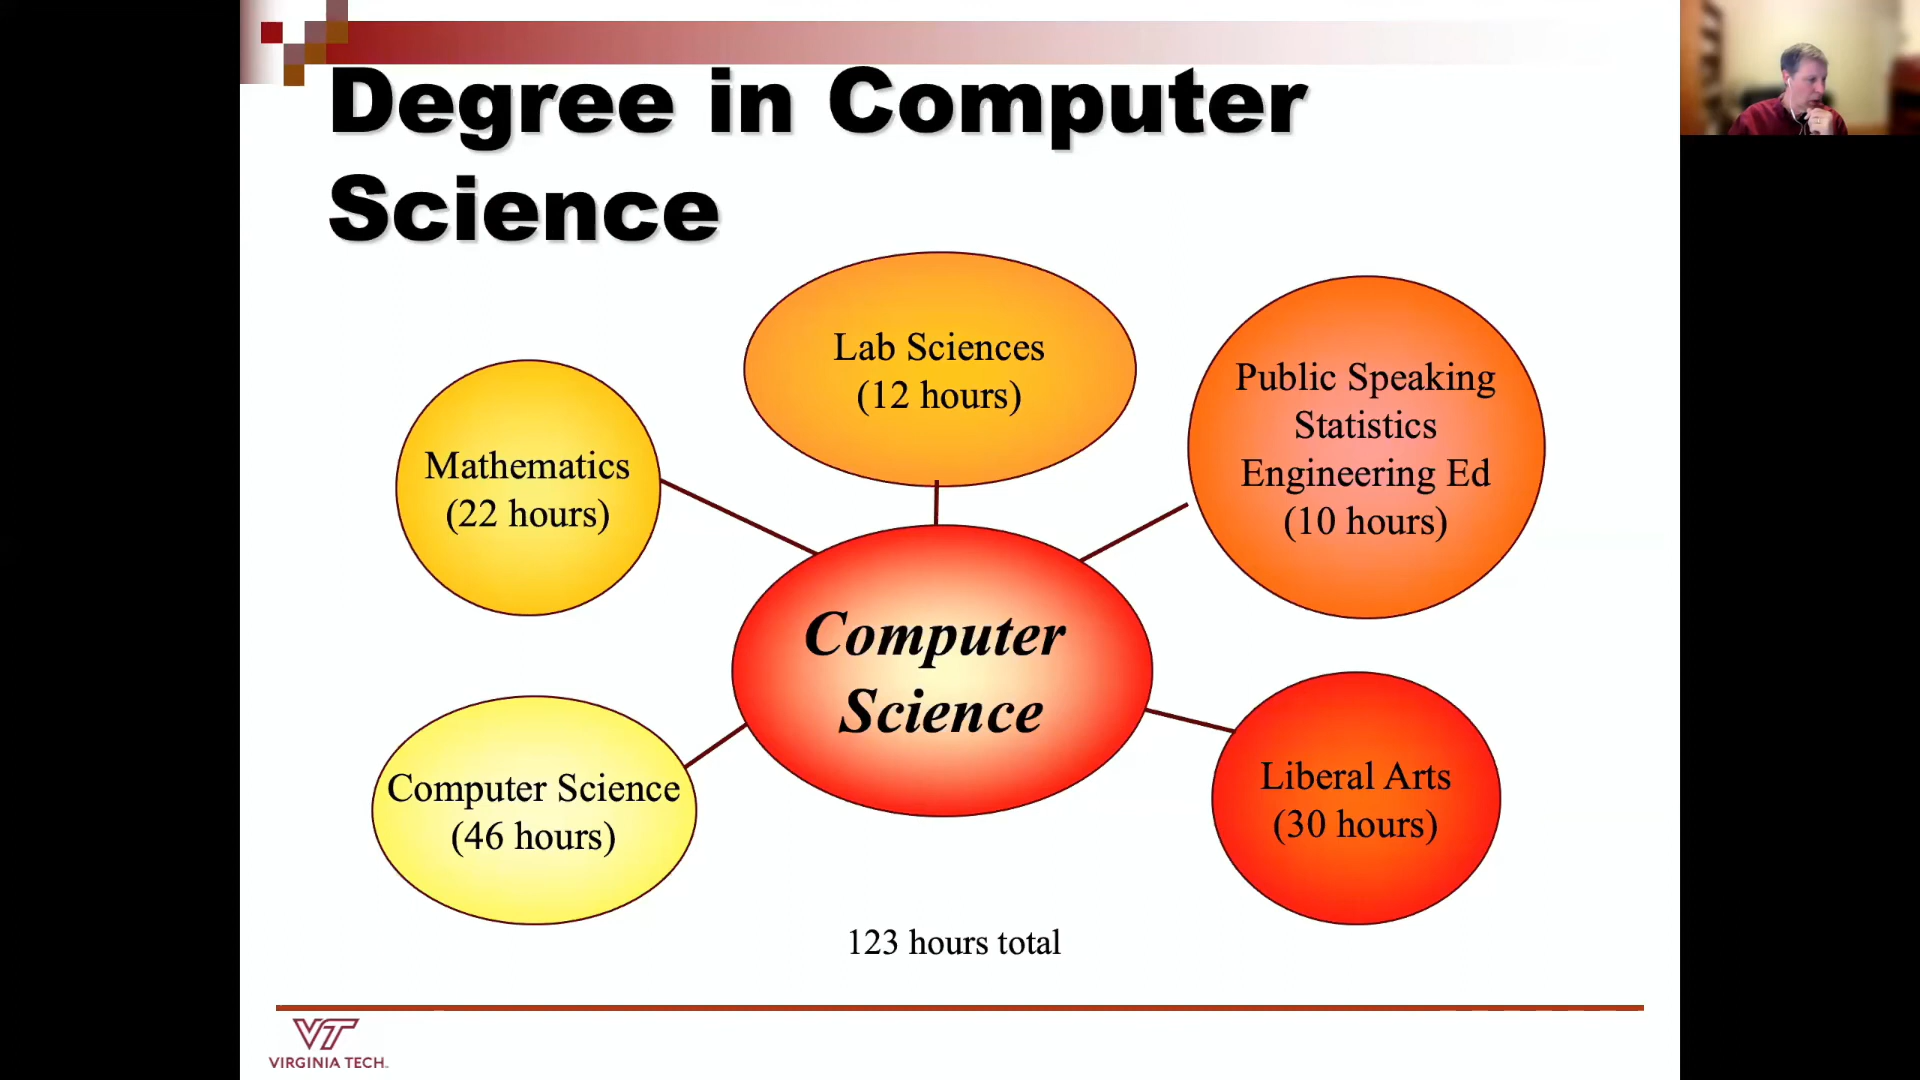 Degree in Computer
Science
Lab Sciences
(12 hours)
Public Speaking
Statistics
Engineering Ed
(10 hours)
Mathematics
(22 hours)
Computer
Science
Computer Science
(46 hours)
Liberal Arts
(30 hours)
123 hours total
VT
VIRGINIA TECH.